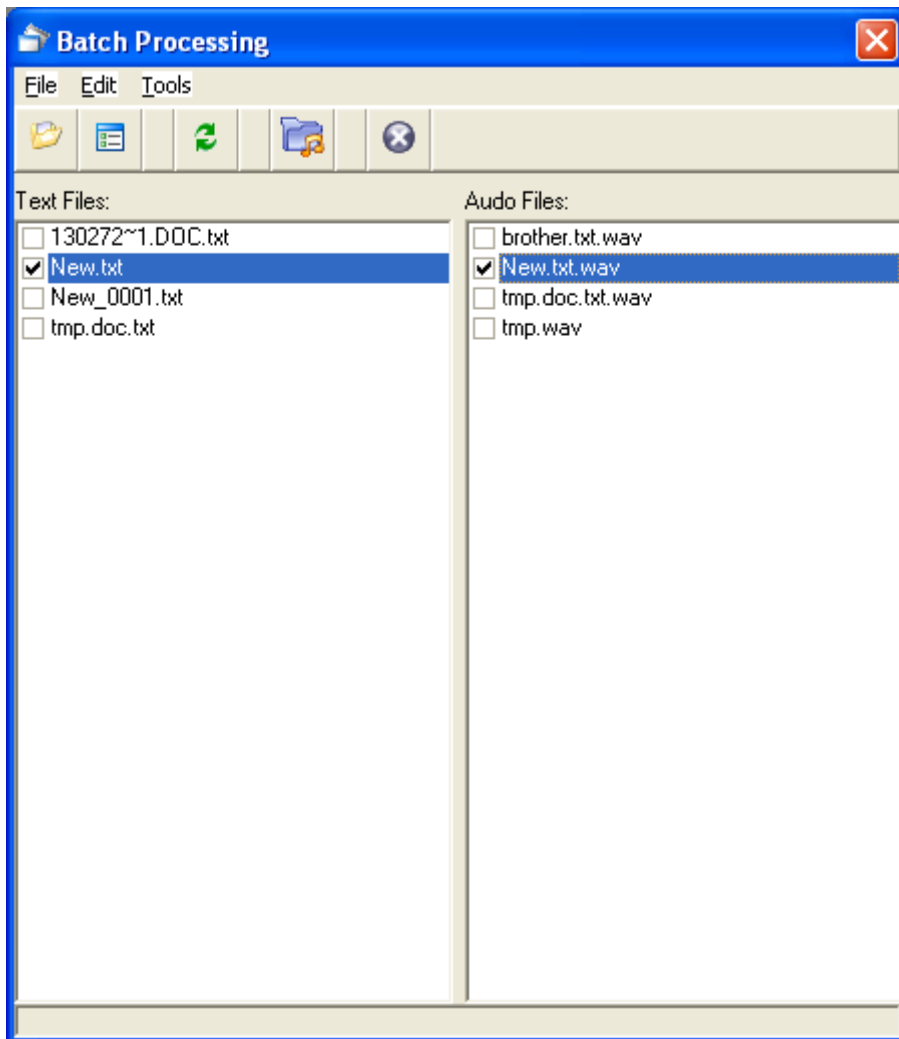 Batch Processing
File Edit Tools
Text Files:
130272~1.DOC.txt
New.txt
New_0001.txt
tmp.doc.txt
Audo Files:
brother.txt.wav
New.txt.wav
tmp.doc.txt.wav
tmp.wav